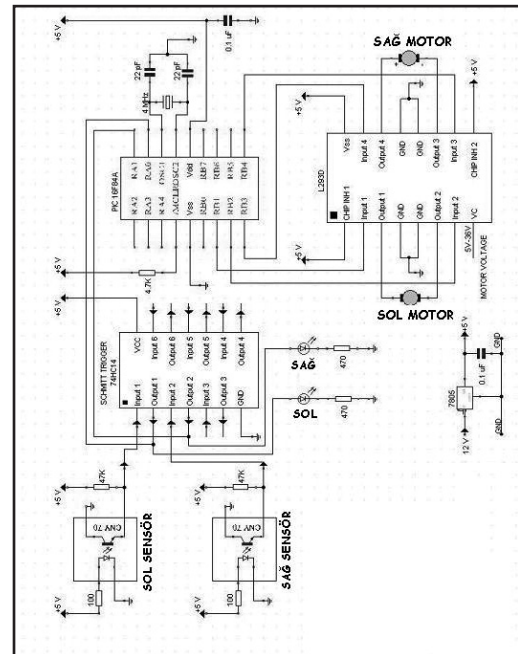 +5 V
0.1 uF
22 pF
22 pF
4 MHz
+5 V
SAĞ MOTOR
+5 V
RA1
RA0
OSC1
OSC2
Vdd
RB7
RB6
RB5
RB4
PIC 16F84A
RA2
RA3
RA4
/MCLR
Vss
RB0
RB1
RB2
RB3
Vss
Input 4
Output 4
GND
GND
Output 3
Input 3
CHIP INH 2
L293D
CHIP INH 1
Input 1
Output 1
GND
GND
Output 2
Input 2
VC
+5 V
5V-36V
MOTOR VOLTAGE
SOL MOTOR
+5 V
4.7K
+5 V
SCHMITT TRIGGER
74HC14
VCC
Input 6
Output 6
Input 5
Output 5
Input 4
Output 4
Input 1
Output 1
Input 2
Output 2
Input 3
Output 3
GND
SAĞ
470
SOL
470
+5 V
GND
0.1 uF
7805
12 V
GND
+5 V
47K
CNY 70
100
+5 V
SOL SENSÖR
+5 V
47K
CNY 70
100
+5 V
SAĞ SENSÖR